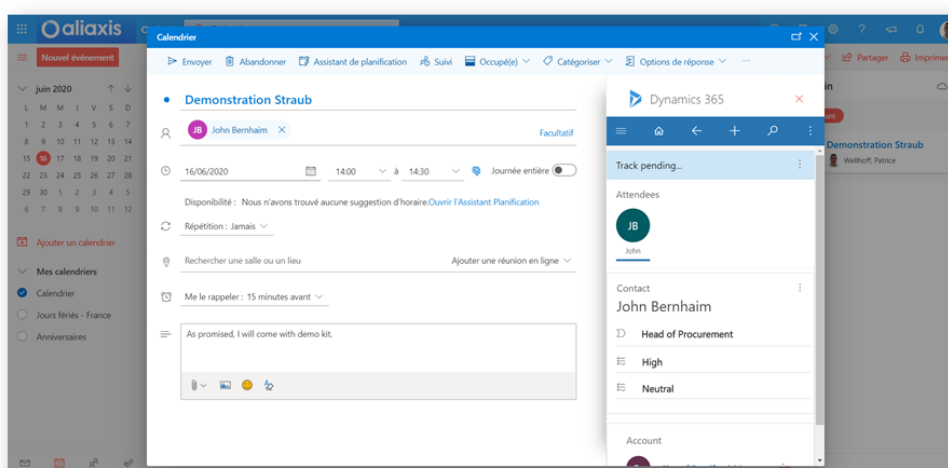 aliaxis
Calendrier
Nouvel événement
Envoyer Abandonner Assistant de planification Suivi Occupé(e) Catégoriser Options de réponse ...
Partager Imprimer
juin 2020
L M M J V S D
1 2 3 4 5 6 7
8 9 10 11 12 13 14
15 16 17 18 19 20 21
22 23 24 25 26 27 28
29 30 1 2 3 4 5
6 7 8 9 10 11 12
Ajouter un calendrier
Mes calendriers
Calendrier
Jours fériés - France
Anniversaires
Demonstration Straub
JB John Bernhaim
Facultatif
16/06/2020 14:00 à 14:30 Journée entière
Disponibilité : Nous n'avons trouvé aucune suggestion d'horaire.Ouvrir l'Assistant Planification
Répétition : Jamais
Rechercher une salle ou un lieu Ajouter une réunion en ligne
Me le rappeler : 15 minutes avant
As promised, I will come with demo kit.
Dynamics 365
Track pending...
Attendees
JB
John
Contact
John Bernhaim
Head of Procurement
High
Neutral
Account
Demonstration Straub
Wellhoff, Patrice